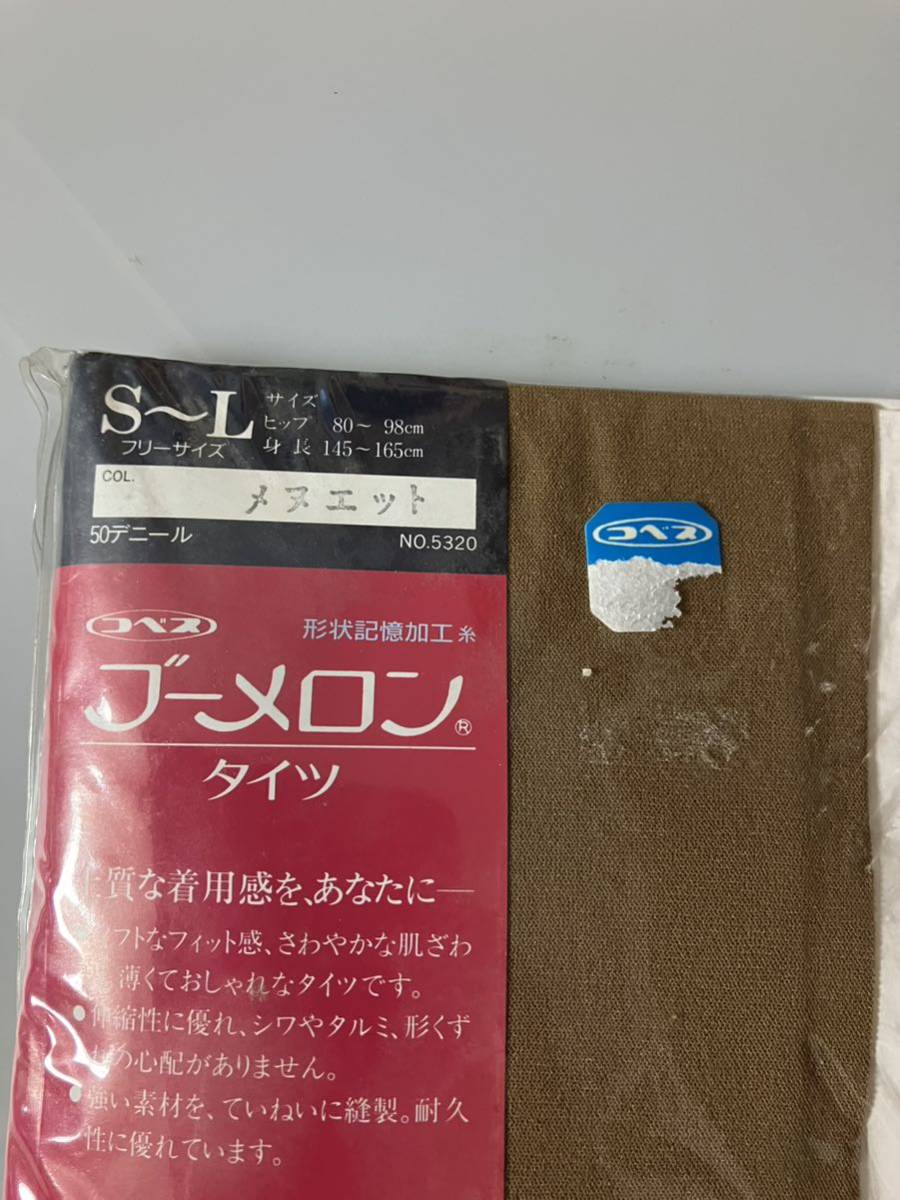 S〜L
フリーサイズ
サイズ
ヒップ 80〜 98cm
身長 145〜165cm
COL.
メヌエット
50デニール
NO.5320
コベス
形状記憶加工糸
ブーメロン®
タイツ
質な着用感を、あなたに―
フトなフィット感、さわやかな肌ざわ
薄くておしゃれなタイツです。
●伸縮性に優れ、シワやタルミ、形くず
の心配がありません。
●強い素材を、ていねいに縫製。耐久
性に優れています。
コベス